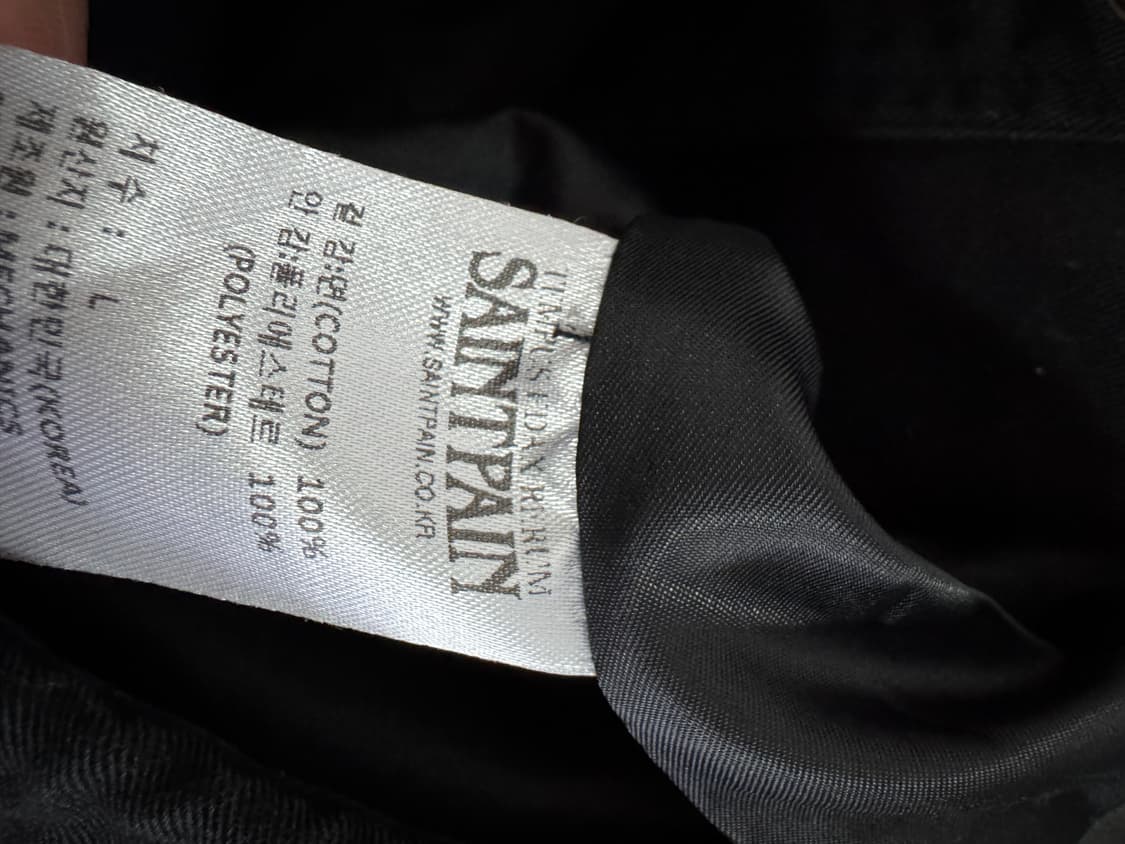 SAINTPAIN
WWW.SAINTPAIN.CO.KR
겉 감:면(COTTON) 100%
안 감:폴리에스테르 100%
(POLYESTER)
치 수 : L
원산지 : 대한민국(KOREA)
제조원 : MECHANICS